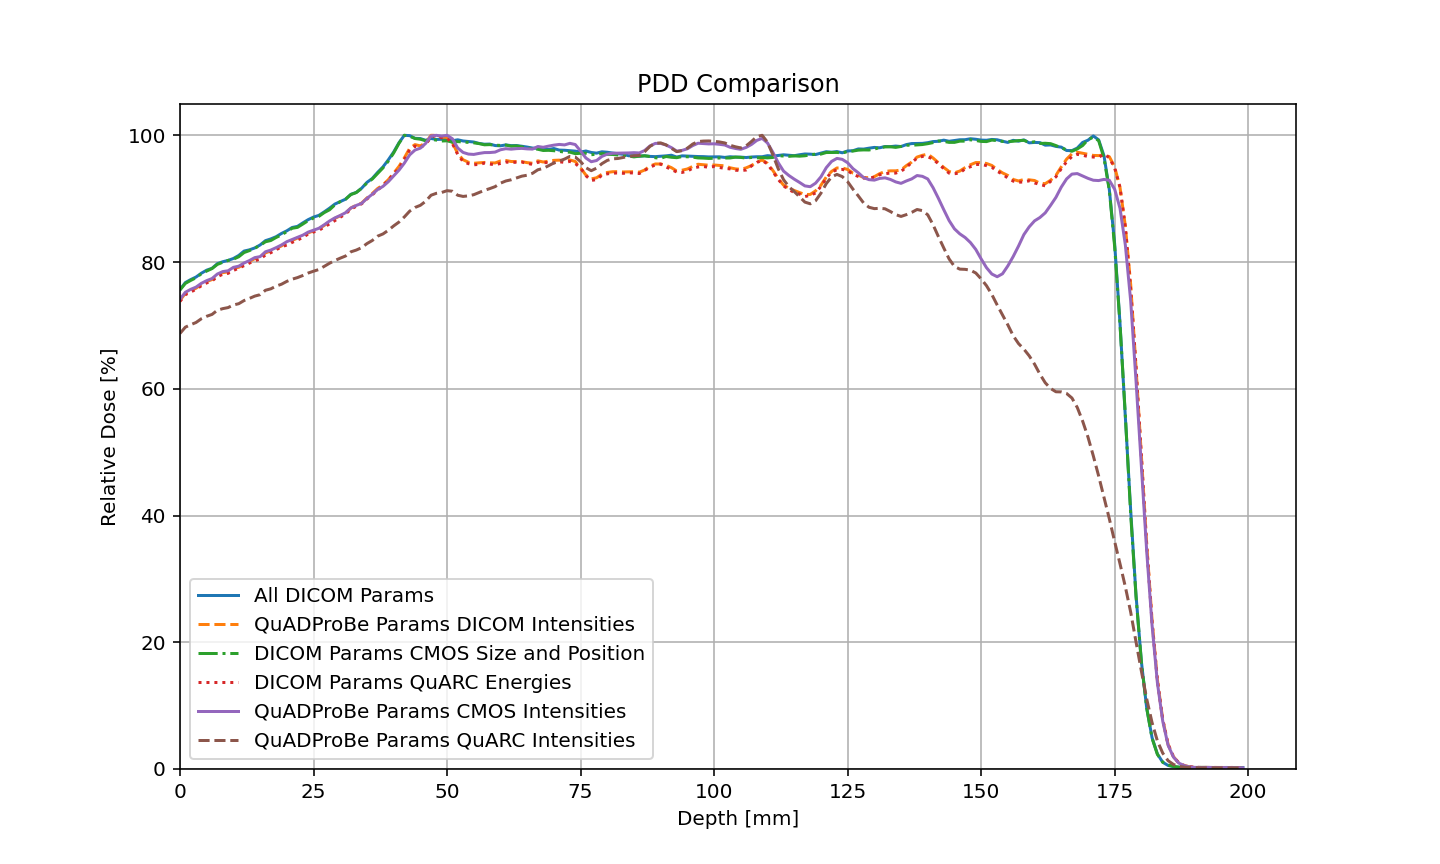 PDD Comparison
Relative Dose [%]
100
80
60
40
20
0
All DICOM Params
QuADProBe Params DICOM Intensities
DICOM Params CMOS Size and Position
DICOM Params QuARC Energies
QuADProBe Params CMOS Intensities
QuADProBe Params QuARC Intensities
0 25 50 75 100 125 150 175 200
Depth [mm]